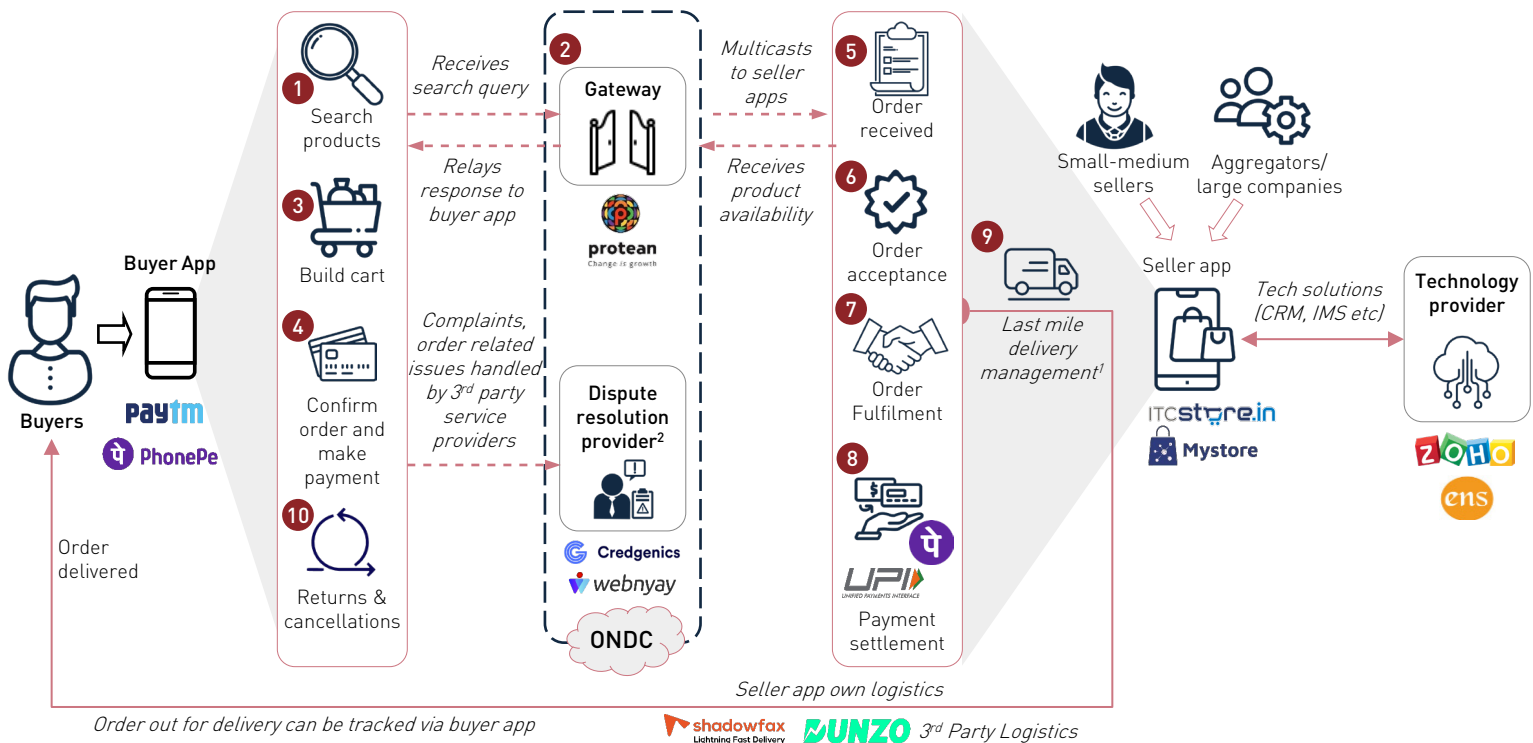 1
Search
products
3
Build cart
4
Confirm
order and
make
payment
10
Returns &
cancellations
Buyer App
Buyers
paytm
पे PhonePe
Order
delivered
Receives
search query
Relays
response to
buyer app
Complaints,
order related
issues handled
by 3rd party
service
providers
2
Gateway
protean
Change is growth
Dispute
resolution
provider2
Credgenics
webnyay
ONDC
Multicasts
to seller
apps
Receives
product
availability
5
Order
received
6
Order
acceptance
7
Order
Fulfilment
8
$
पे
UPI
UNIFIED PAYMENTS INTERFACE
Payment
settlement
9
Last mile
delivery
management1
Small-medium
sellers
Aggregators/
large companies
Seller app
ITCstore.in
Mystore
Tech solutions
(CRM, IMS etc)
Technology
provider
ZOHO
ens
Seller app own logistics
Order out for delivery can be tracked via buyer app
shadowfax
Lightning Fast Delivery
DUNZO 3rd Party Logistics